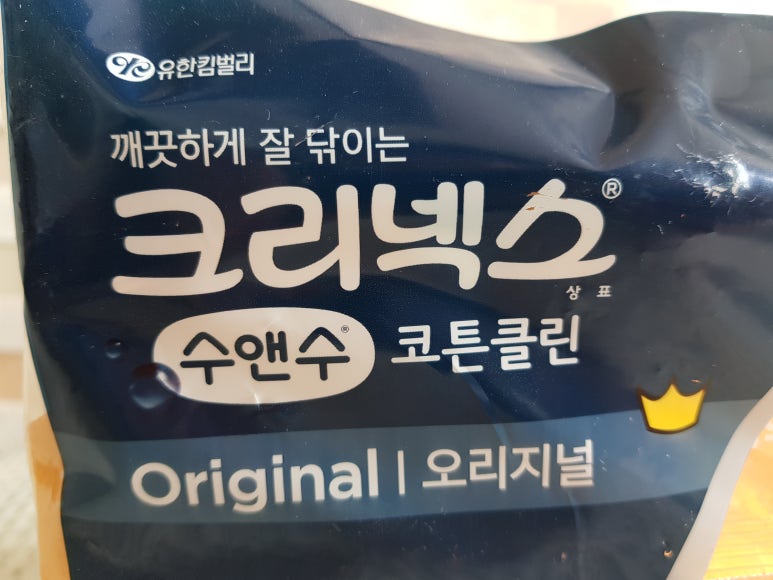 유한킴벌리
깨끗하게 잘 닦이는
크리넥스®
상표
수앤수® 코튼클린
Original | 오리지널